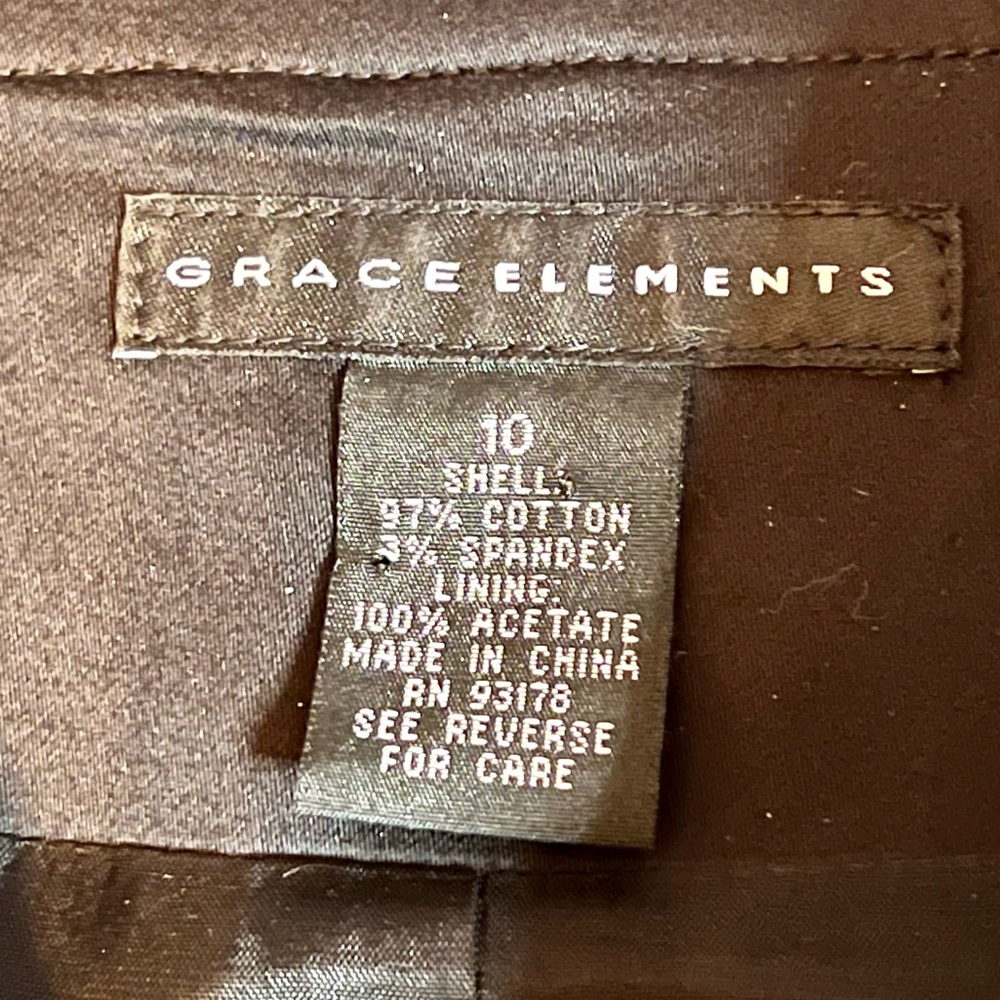 GRACE ELEMENTS
10
SHELL:
97% COTTON
3% SPANDEX
LINING:
100% ACETATE
MADE IN CHINA
RN 93178
SEE REVERSE
FOR CARE